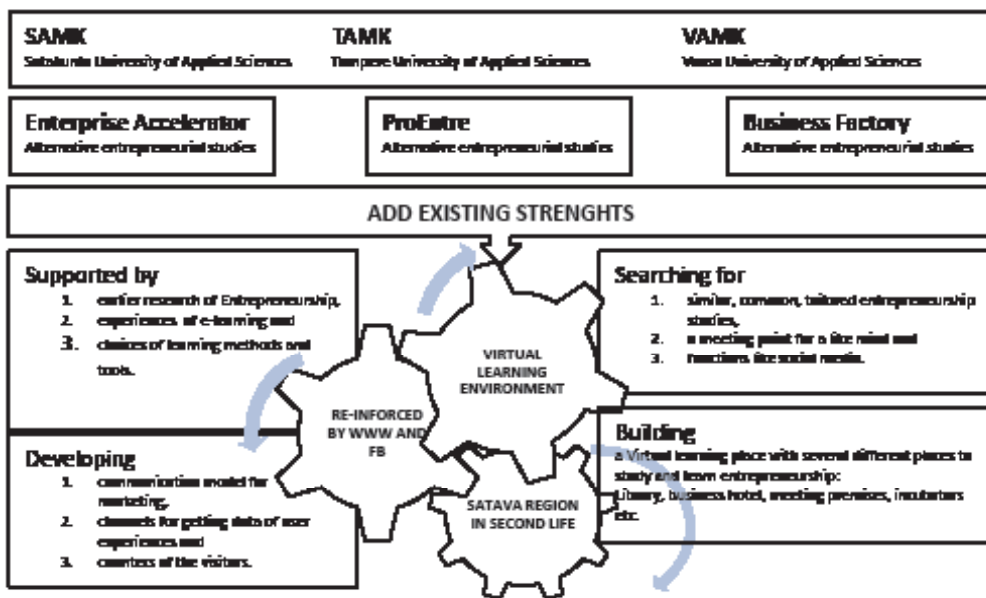 SAMK
TAMK
VAMK
Satakunta University of Applied Sciences
Tampere University of Applied Sciences
Vaasa University of Applied Sciences
Enterprise Accelerator
Alternative entrepreneurial studies
ProEntre
Alternative entrepreneurial studies
Business Factory
Alternative entrepreneurial studies
ADD EXISTING STRENGHTS
Supported by
1. earlier research of Entrepreneurship,
2. experiences of e-learning and
3. choices of learning methods and
tools.
Searching for
1. similar, common, tailored entrepreneurship
studies,
2. a meeting point for a like mind and
3. functions like social media.
VIRTUAL
LEARNING
ENVIRONMENT
RE-INFORCED
BY WWW AND
FB
SATAVA REGION
IN SECOND LIFE
Developing
1. communication model for
marketing,
2. channels for getting data of user
experiences and
3. counters of the visitors.
Building
a Virtual learning place with several different places to
study and learn entrepreneurship:
Library, business hotel, meeting premises, incubators
etc.